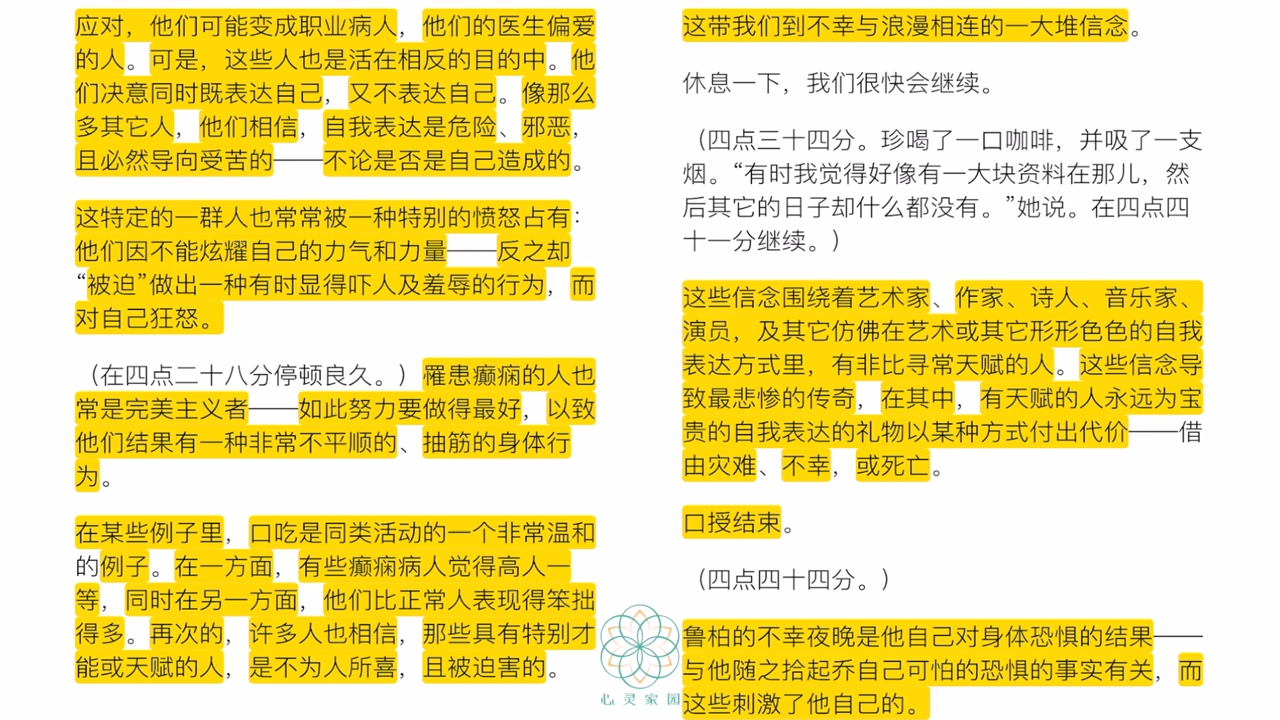 应对，他们可能变成职业病人，他们的医生偏爱
的人。可是，这些人也是活在相反的目的中。他
们决意同时既表达自己，又不表达自己。像那么
多其它人，他们相信，自我表达是危险、邪恶，
且必然导向受苦的——不论是否是自己造成的。
这特定的一群人也常常被一种特别的愤怒占有：
他们因不能炫耀自己的力气和力量——反之却
“被迫”做出一种有时显得吓人及羞辱的行为，而
对自己狂怒。
（在四点二十八分停顿良久。）罹患癫痫的人也
常是完美主义者——如此努力要做得最好，以致
他们结果有一种非常不平顺的、抽筋的身体行
为。
在某些例子里，口吃是同类活动的一个非常温和
的例子。在一方面，有些癫痫病人觉得高人一
等，同时在另一方面，他们比正常人表现得笨拙
得多。再次的，许多人也相信，那些具有特别才
能或天赋的人，是不为人所喜，且被迫害的。
这带我们到不幸与浪漫相连的一大堆信念。
休息一下，我们很快会继续。
（四点三十四分。珍喝了一口咖啡，并吸了一支
烟。“有时我觉得好像有一大块资料在那儿，然
后其它的日子却什么都没有。”她说。在四点四
十一分继续。）
这些信念围绕着艺术家、作家、诗人、音乐家、
演员，及其它仿佛在艺术或其它形形色色的自我
表达方式里，有非比寻常天赋的人。这些信念导
致最悲惨的传奇，在其中，有天赋的人永远为宝
贵的自我表达的礼物以某种方式付出代价——借
由灾难、不幸，或死亡。
口授结束。
（四点四十四分。）
鲁柏的不幸夜晚是他自己对身体恐惧的结果——
与他随之拾起乔自己可怕的恐惧的事实有关，而
这些刺激了他自己的。
心灵家园